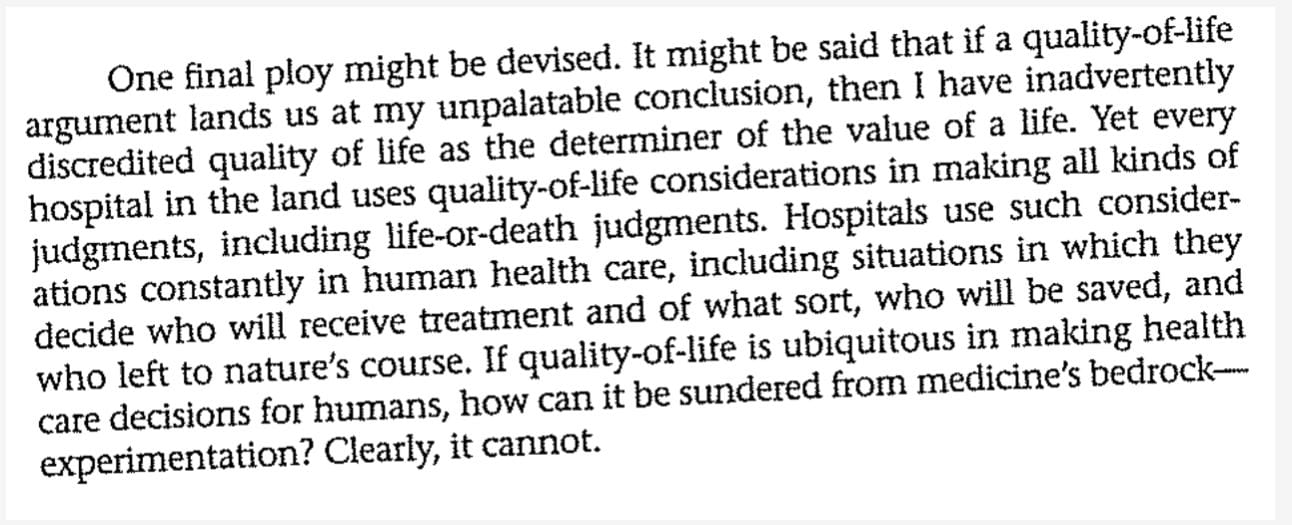 One final ploy might be devised. It might be said that if a quality-of-life
argument lands us at my unpalatable conclusion, then I have inadvertently
discredited quality of life as the determiner of the value of a life. Yet every
hospital in the land uses quality-of-life considerations in making all kinds of
judgments, including life-or-death judgments. Hospitals use such consider-
ations constantly in human health care, including situations in which they
decide who will receive treatment and of what sort, who will be saved, and
who left to nature's course. If quality-of-life is ubiquitous in making health
care decisions for humans, how can it be sundered from medicine's bedrock—
experimentation? Clearly, it cannot.